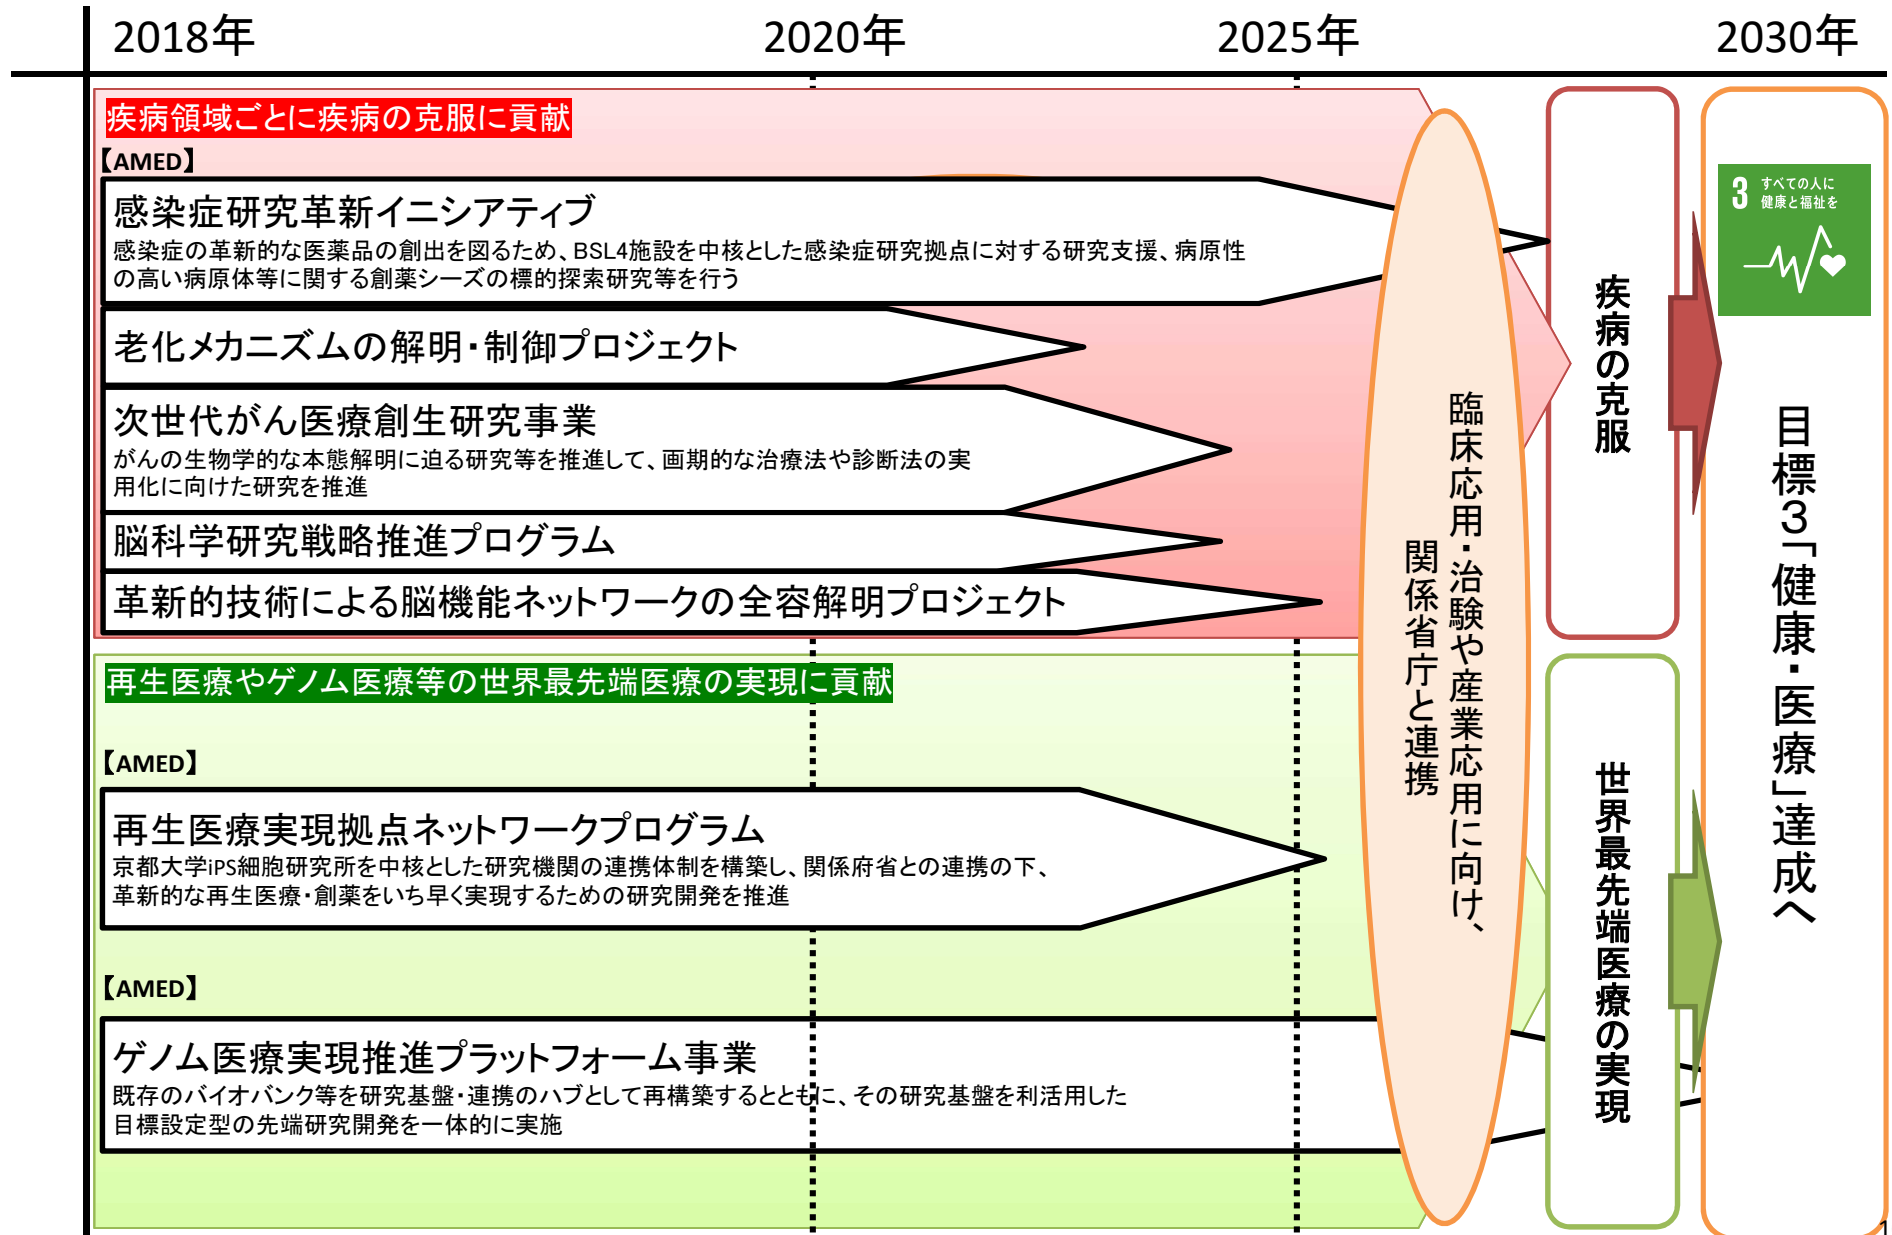 2018年
2020年
2025年
2030年
疾病領域ごとに疾病の克服に貢献
【AMED】
感染症研究革新イニシアティブ
感染症の革新的な医薬品の創出を図るため、BSL4施設を中核とした感染症研究拠点に対する研究支援、病原性
の高い病原体等に関する創薬シーズの標的探索研究等を行う
老化メカニズムの解明・制御プロジェクト
次世代がん医療創生研究事業
がんの生物学的な本態解明に迫る研究等を推進して、画期的な治療法や診断法の実
用化に向けた研究を推進
脳科学研究戦略推進プログラム
革新的技術による脳機能ネットワークの全容解明プロジェクト
再生医療やゲノム医療等の世界最先端医療の実現に貢献
【AMED】
再生医療実現拠点ネットワークプログラム
京都大学iPS細胞研究所を中核とした研究機関の連携体制を構築し、関係府省との連携の下、
革新的な再生医療・創薬をいち早く実現するための研究開発を推進
【AMED】
ゲノム医療実現推進プラットフォーム事業
既存のバイオバンク等を研究基盤・連携のハブとして再構築するとともに、その研究基盤を利活用した
目標設定型の先端研究開発を一体的に実施
臨床応用・治験や産業応用に向け、
関係省庁と連携
疾病の克服
世界最先端医療の実現
3 すべての人に
健康と福祉を
目標３「健康・医療」達成へ
1